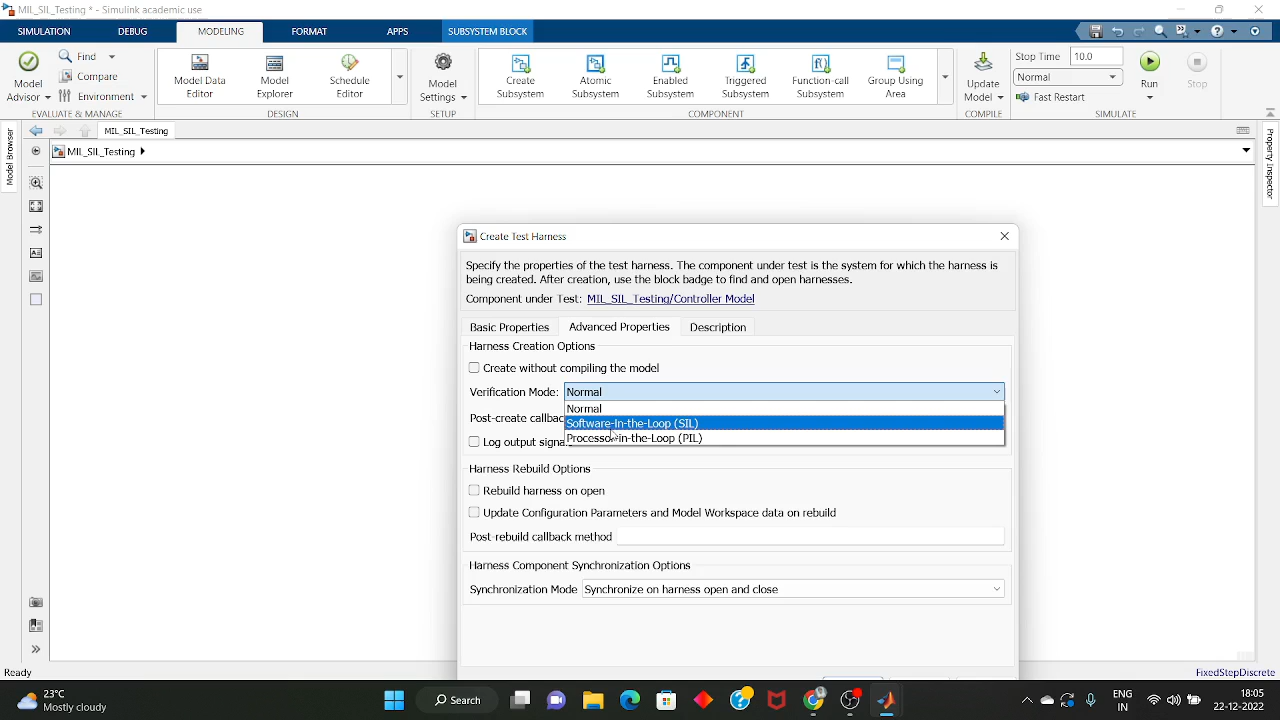 MIL_SIL_Testing * - Simulink academic use
SIMULATION DEBUG MODELING FORMAT APPS SUBSYSTEM BLOCK
Model Advisor
Find
Compare
Environment
EVALUATE & MANAGE
Model Data Editor
Model Explorer
Schedule Editor
DESIGN
Model Settings
SETUP
Create Subsystem
Atomic Subsystem
Enabled Subsystem
Triggered Subsystem
Function-call Subsystem
Group Using Area
COMPONENT
Update Model
COMPILE
Stop Time 10.0
Normal
Fast Restart
Run
Stop
SIMULATE
Model Browser
MIL_SIL_Testing
MIL_SIL_Testing
Property Inspector
Create Test Harness
Specify the properties of the test harness. The component under test is the system for which the harness is
being created. After creation, use the block badge to find and open harnesses.
Component under Test: MIL_SIL_Testing/Controller Model
Basic Properties Advanced Properties Description
Harness Creation Options
Create without compiling the model
Verification Mode: Normal
Normal
Software-in-the-Loop (SIL)
Post-create callbac
Processor-in-the-Loop (PIL)
Log output signa
Harness Rebuild Options
Rebuild harness on open
Update Configuration Parameters and Model Workspace data on rebuild
Post-rebuild callback method
Harness Component Synchronization Options
Synchronization Mode Synchronize on harness open and close
Ready
FixedStepDiscrete
23°C
Mostly cloudy
Search
ENG
IN
18:05
22-12-2022